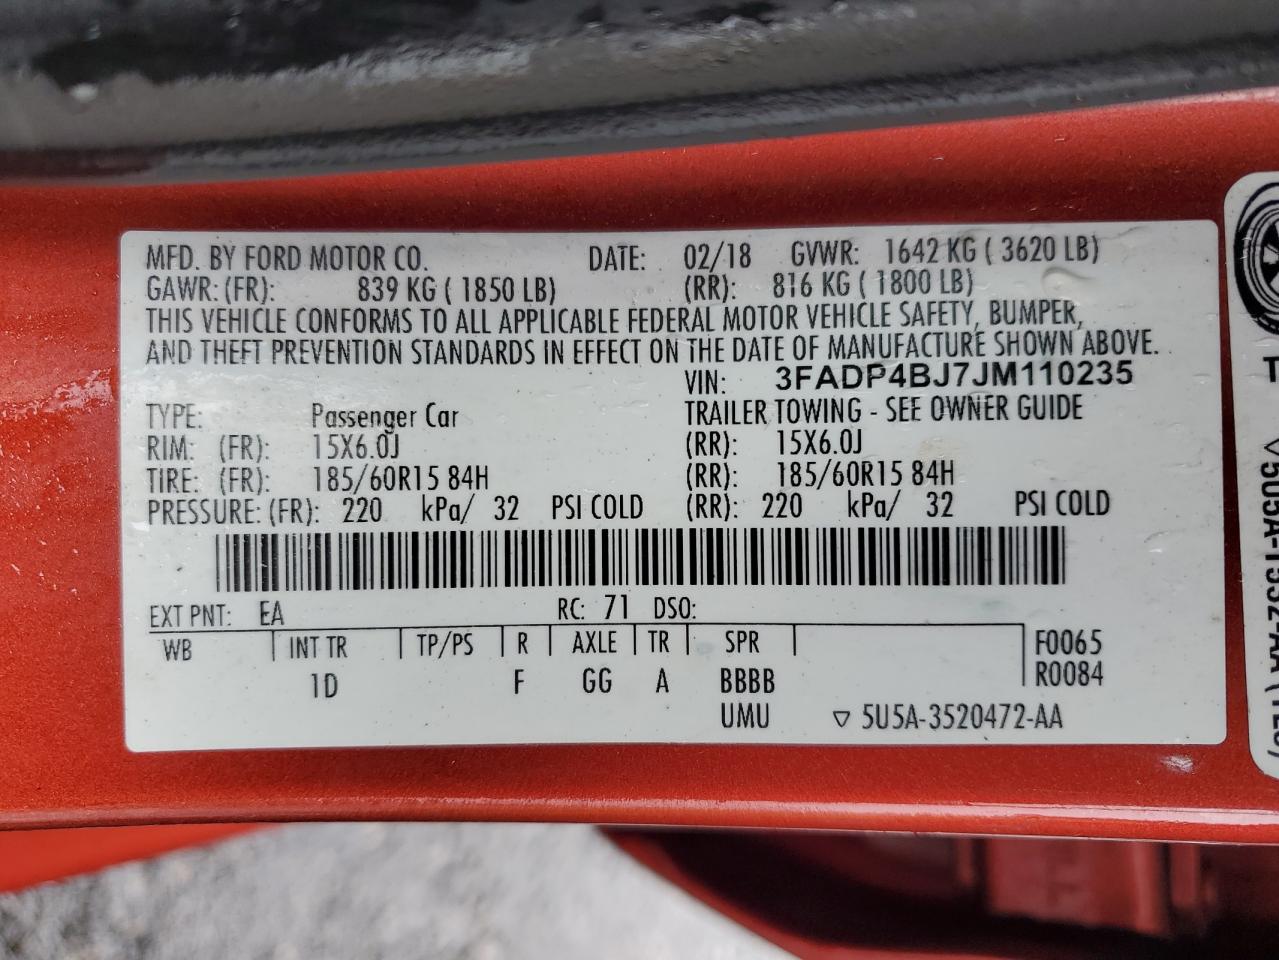 MFD. BY FORD MOTOR CO. DATE: 02/18 GVWR: 1642 KG ( 3620 LB)
GAWR: (FR): 839 KG ( 1850 LB) (RR): 816 KG ( 1800 LB)
THIS VEHICLE CONFORMS TO ALL APPLICABLE FEDERAL MOTOR VEHICLE SAFETY, BUMPER,
AND THEFT PREVENTION STANDARDS IN EFFECT ON THE DATE OF MANUFACTURE SHOWN ABOVE.
VIN: 3FADP4BJ7JM110235
TYPE: Passenger Car TRAILER TOWING - SEE OWNER GUIDE
RIM: (FR): 15X6.0J (RR): 15X6.0J
TIRE: (FR): 185/60R15 84H (RR): 185/60R15 84H
PRESSURE: (FR): 220 kPa/ 32 PSI COLD (RR): 220 kPa/ 32 PSI COLD
EXT PNT: EA RC: 71 DSO:
WB INT TR TP/PS R AXLE TR SPR F0065
1D F GG A BBBB R0084
UMU ▽ 5U5A-3520472-AA